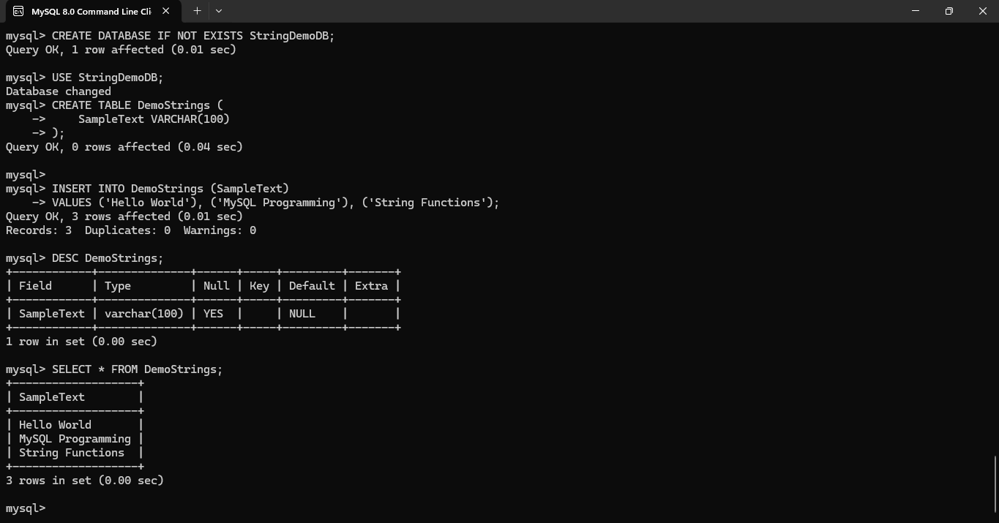 MySQL 8.0 Command Line Cli
mysql> CREATE DATABASE IF NOT EXISTS StringDemoDB;
Query OK, 1 row affected (0.01 sec)
mysql> USE StringDemoDB;
Database changed
mysql> CREATE TABLE DemoStrings (
    ->     SampleText VARCHAR(100)
    -> );
Query OK, 0 rows affected (0.04 sec)
mysql>
mysql> INSERT INTO DemoStrings (SampleText)
    -> VALUES ('Hello World'), ('MySQL Programming'), ('String Functions');
Query OK, 3 rows affected (0.01 sec)
Records: 3  Duplicates: 0  Warnings: 0
mysql> DESC DemoStrings;
+------------+--------------+------+-----+---------+-------+
| Field      | Type         | Null | Key | Default | Extra |
+------------+--------------+------+-----+---------+-------+
| SampleText | varchar(100) | YES  |     | NULL    |       |
+------------+--------------+------+-----+---------+-------+
1 row in set (0.00 sec)
mysql> SELECT * FROM DemoStrings;
+-------------------+
| SampleText        |
+-------------------+
| Hello World       |
| MySQL Programming |
| String Functions  |
+-------------------+
3 rows in set (0.00 sec)
mysql>